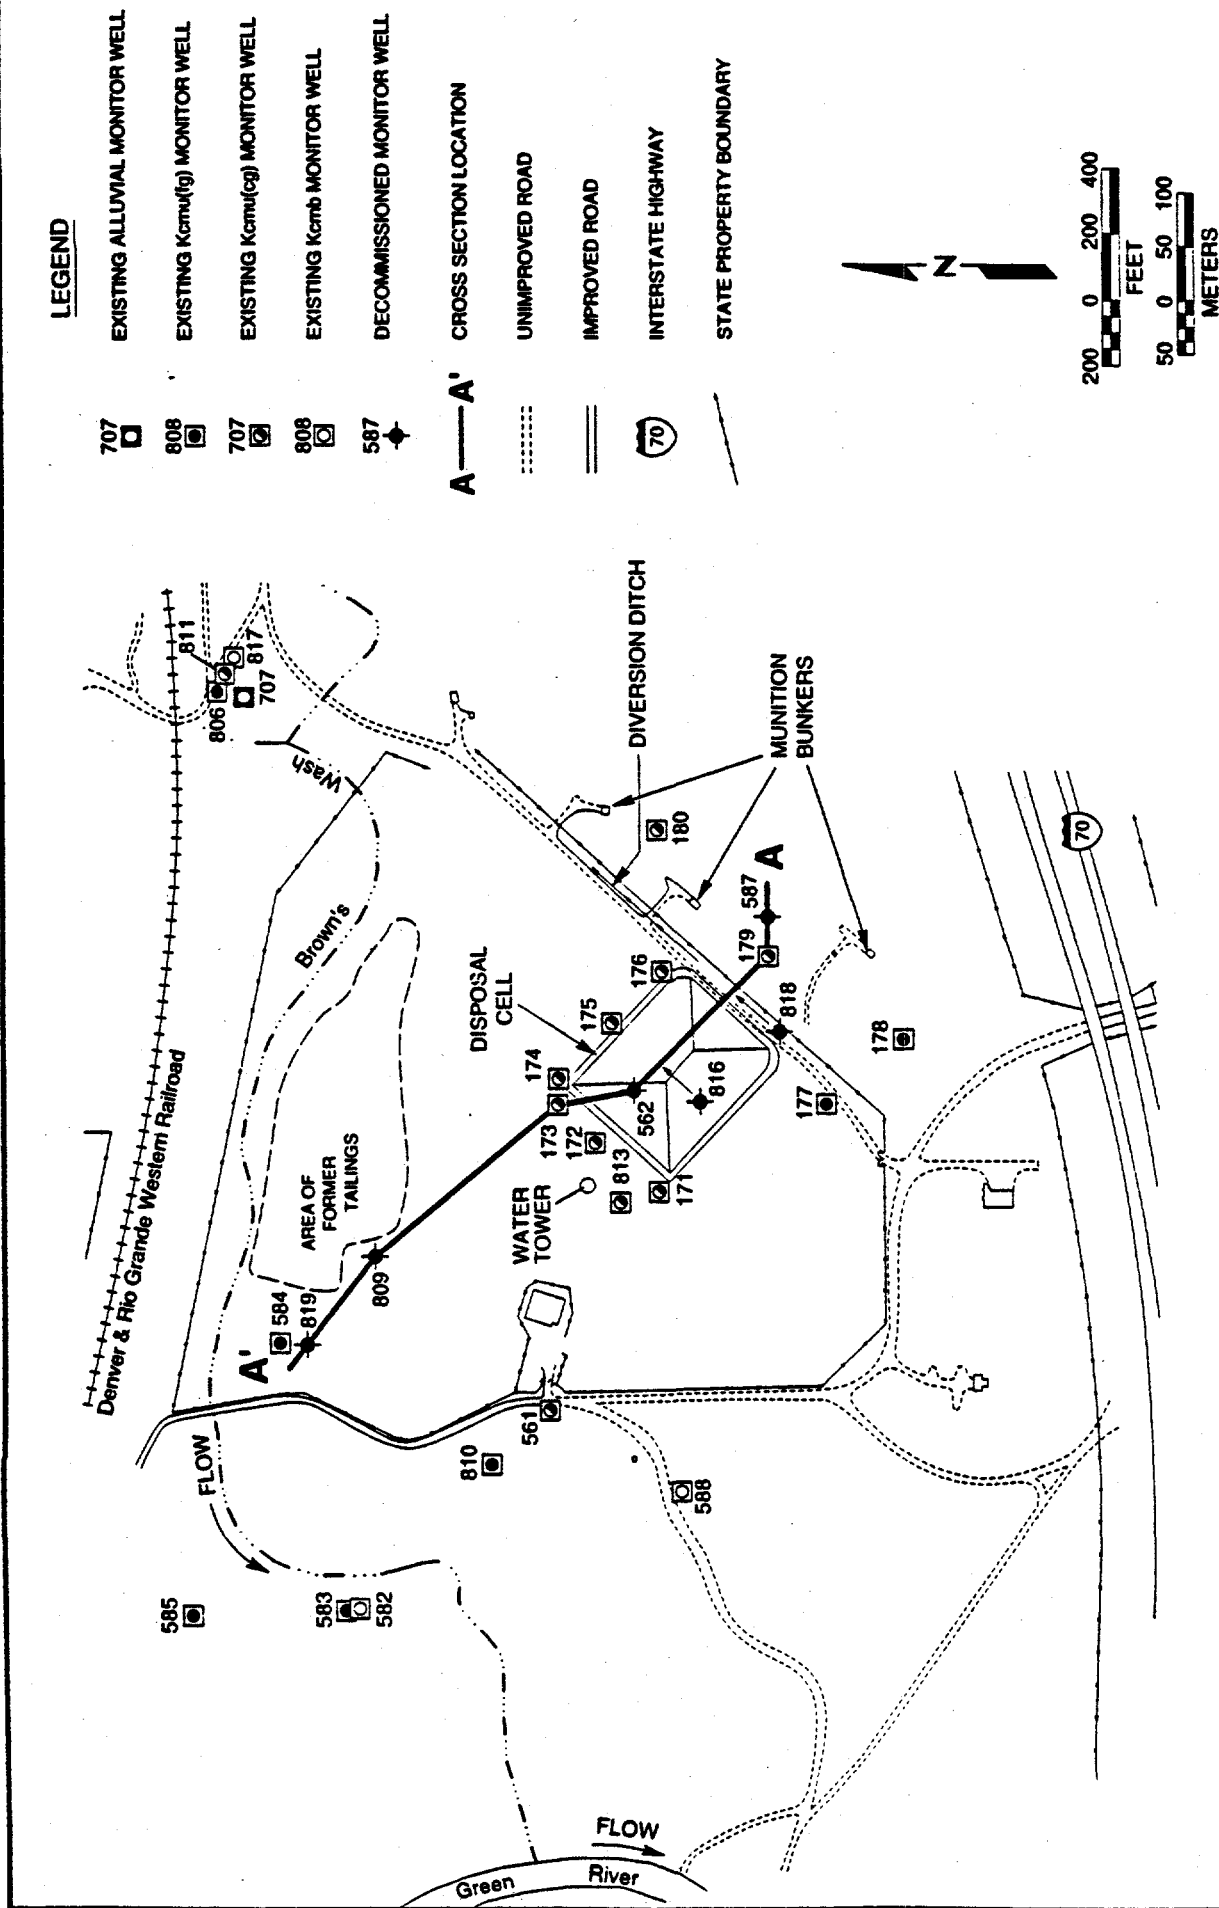 LEGEND
707
EXISTING ALLUVIAL MONITOR WELL
808
EXISTING Kcmu(fg) MONITOR WELL
707
EXISTING Kcmu(cg) MONITOR WELL
808
EXISTING Kcmb MONITOR WELL
587
DECOMMISSIONED MONITOR WELL
A
A'
CROSS SECTION LOCATION
UNIMPROVED ROAD
IMPROVED ROAD
70
INTERSTATE HIGHWAY
STATE PROPERTY BOUNDARY
N
200 0 200 400
FEET
50 0 50 100
METERS
Denver & Rio Grande Western Railroad
811
806
817
707
Wash
Brown's
AREA OF
FORMER
TAILINGS
FLOW
A'
584
819
809
585
583
582
810
561
588
WATER
TOWER
DISPOSAL
CELL
173
174
172
813
171
175
176
562
816
818
177
178
179
587
A
180
DIVERSION DITCH
MUNITION
BUNKERS
70
Green
River
FLOW